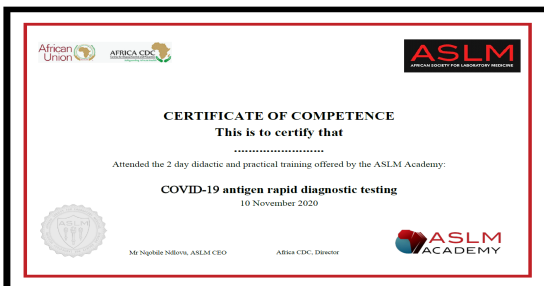 African
Union
AFRICA CDC
ASLM
AFRICAN SOCIETY FOR LABORATORY MEDICINE
CERTIFICATE OF COMPETENCE
This is to certify that
........................
Attended the 2 day didactic and practical training offered by the ASLM Academy:
COVID-19 antigen rapid diagnostic testing
10 November 2020
ASLM
Mr Nqobile Ndlovu, ASLM CEO
Africa CDC, Director
ASLM
ACADEMY